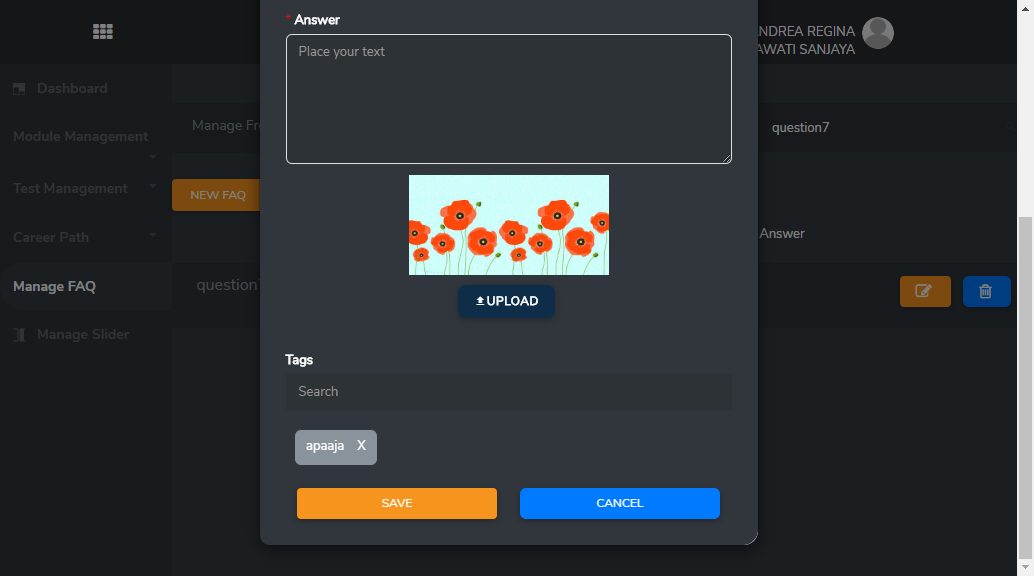 * Answer
Place your text
UPLOAD
Tags
Search
apaaja X
SAVE
CANCEL
NDREA REGINA
AWATI SANJAYA
Dashboard
Module Management
Test Management
Career Path
Manage FAQ
Manage Slider
Manage Fr
question7
NEW FAQ
Answer
question